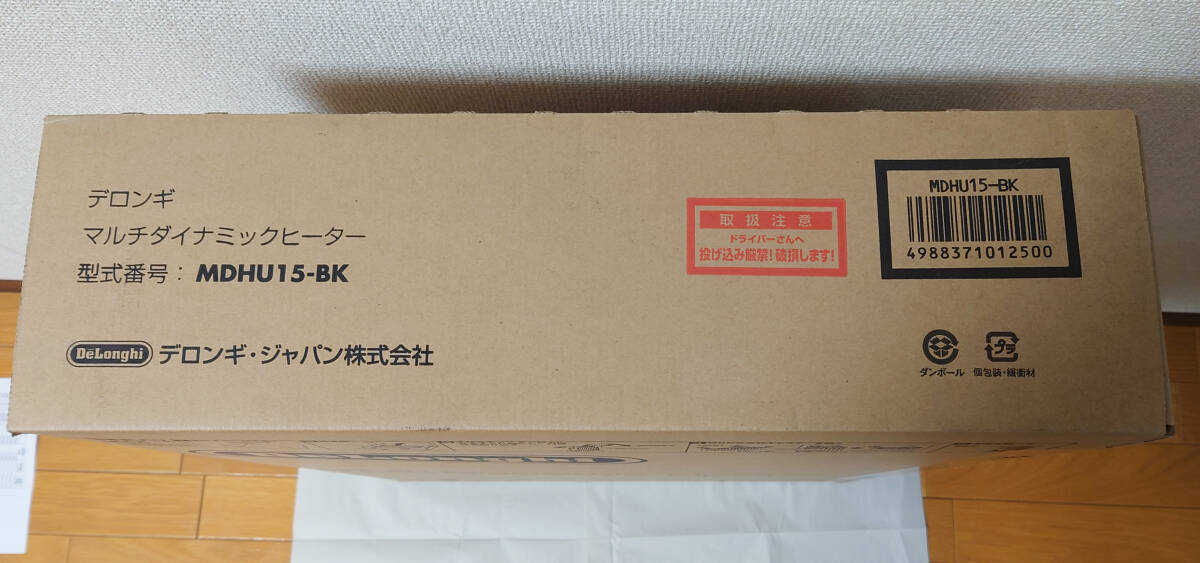 デロンギ
マルチダイナミックヒーター
型式番号: MDHU15-BK
DeLonghi デロンギ・ジャパン株式会社
取扱注意
ドライバーさんへ
投げ込み厳禁!破損します!
MDHU15-BK
4988371012500
ダンボール
プラ
個包装・緩衝材